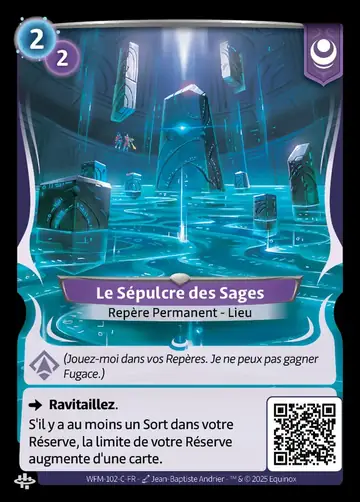 2
2
Le Sépulcre des Sages
Repère Permanent - Lieu
(Jouez-moi dans vos Repères. Je ne peux pas gagner
Fugace.)
Ravitaillez.
S'il y a au moins un Sort dans votre
Réserve, la limite de votre Réserve
augmente d'une carte.
WFM-102-C-FR - Jean-Baptiste Andrier - ™ & © 2025 Equinox